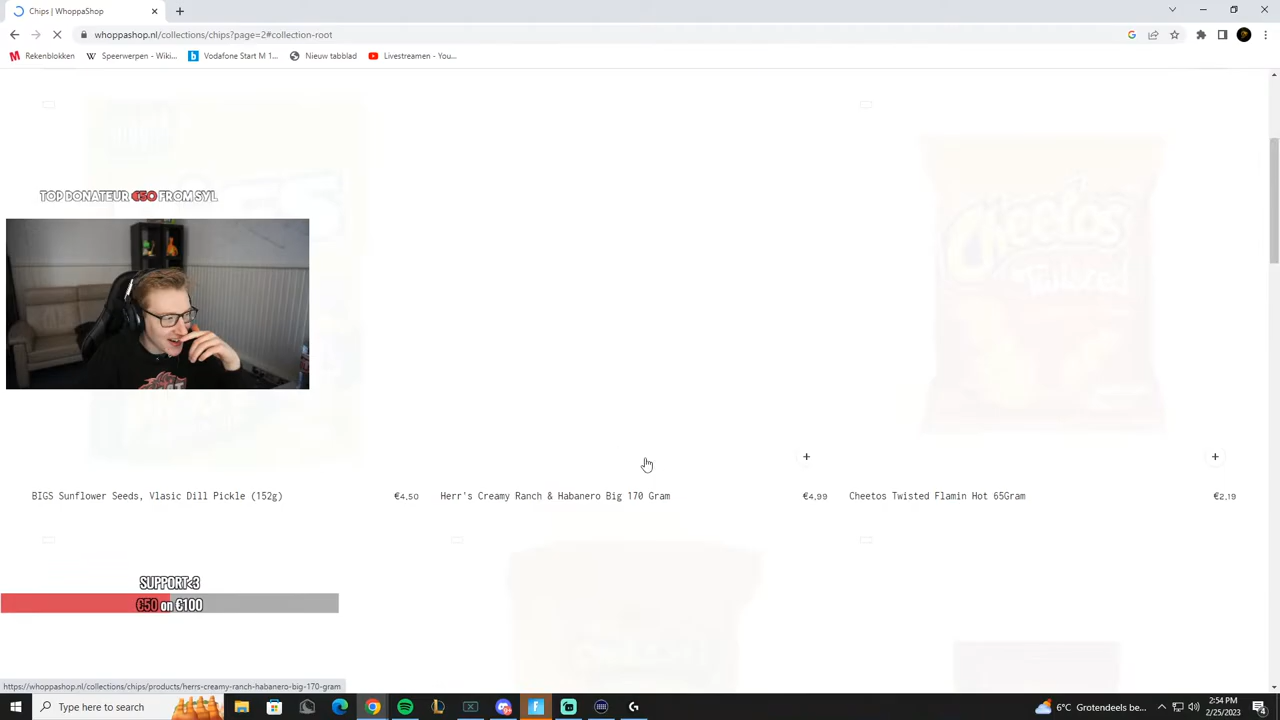 Chips | WhoppaShop
whoppashop.nl/collections/chips?page=2#collection-root
Rekenblokken
Speerwerpen - Wiki...
Vodafone Start M 1...
Nieuw tabblad
Livestreamen - You...
TOP DONATEUR €50 FROM SYL
Cheetos
Twisted
BIGS Sunflower Seeds, Vlasic Dill Pickle (152g)
€4,50
Herr's Creamy Ranch & Habanero Big 170 Gram
€4,99
Cheetos Twisted Flamin Hot 65Gram
€2,19
SUPPORT<3
€50 on €100
https://whoppashop.nl/collections/chips/products/herrs-creamy-ranch-habanero-big-170-gram
Type here to search
6°C Grotendeels be...
2:54 PM
2/25/2023
4